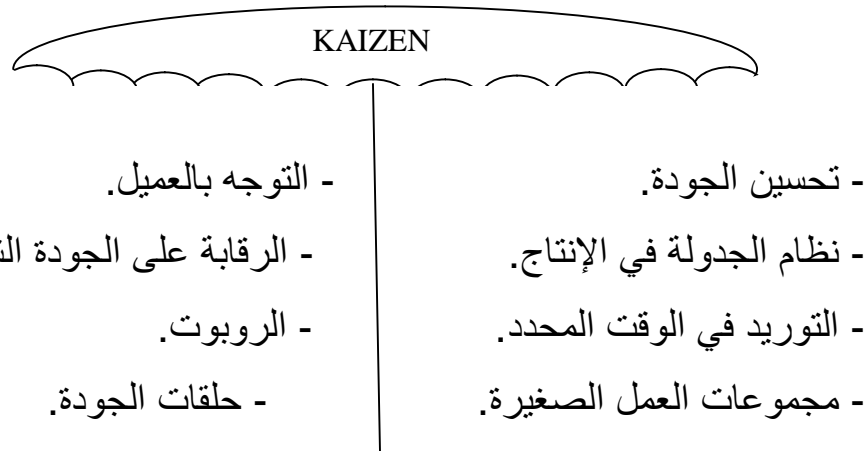 KAIZEN
- تحسين الجودة.
- نظام الجدولة في الإنتاج.
- التوريد في الوقت المحدد.
- مجموعات العمل الصغيرة.
- التوجه بالعميل.
- الرقابة على الجودة
- الروبوت.
- حلقات الجودة.